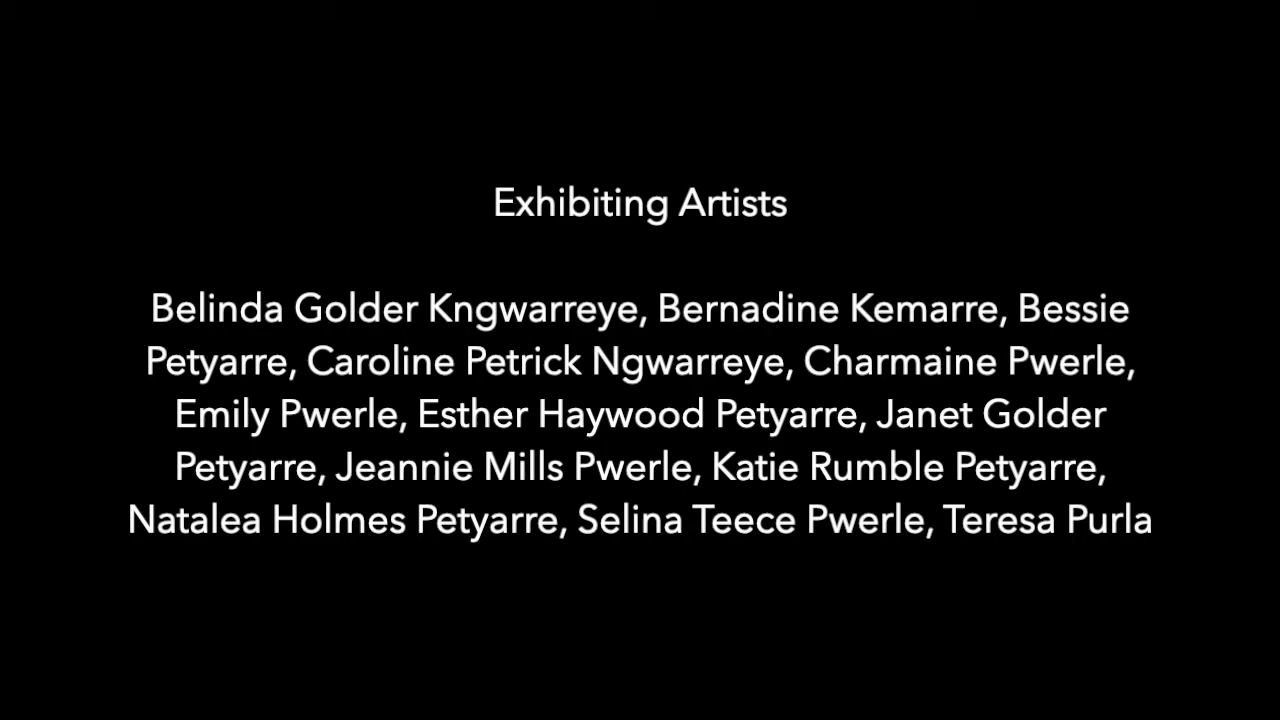 Exhibiting Artists
Belinda Golder Kngwarreye, Bernadine Kemarre, Bessie
Petyarre, Caroline Petrick Ngwarreye, Charmaine Pwerle,
Emily Pwerle, Esther Haywood Petyarre, Janet Golder
Petyarre, Jeannie Mills Pwerle, Katie Rumble Petyarre,
Natalea Holmes Petyarre, Selina Teece Pwerle, Teresa Purla